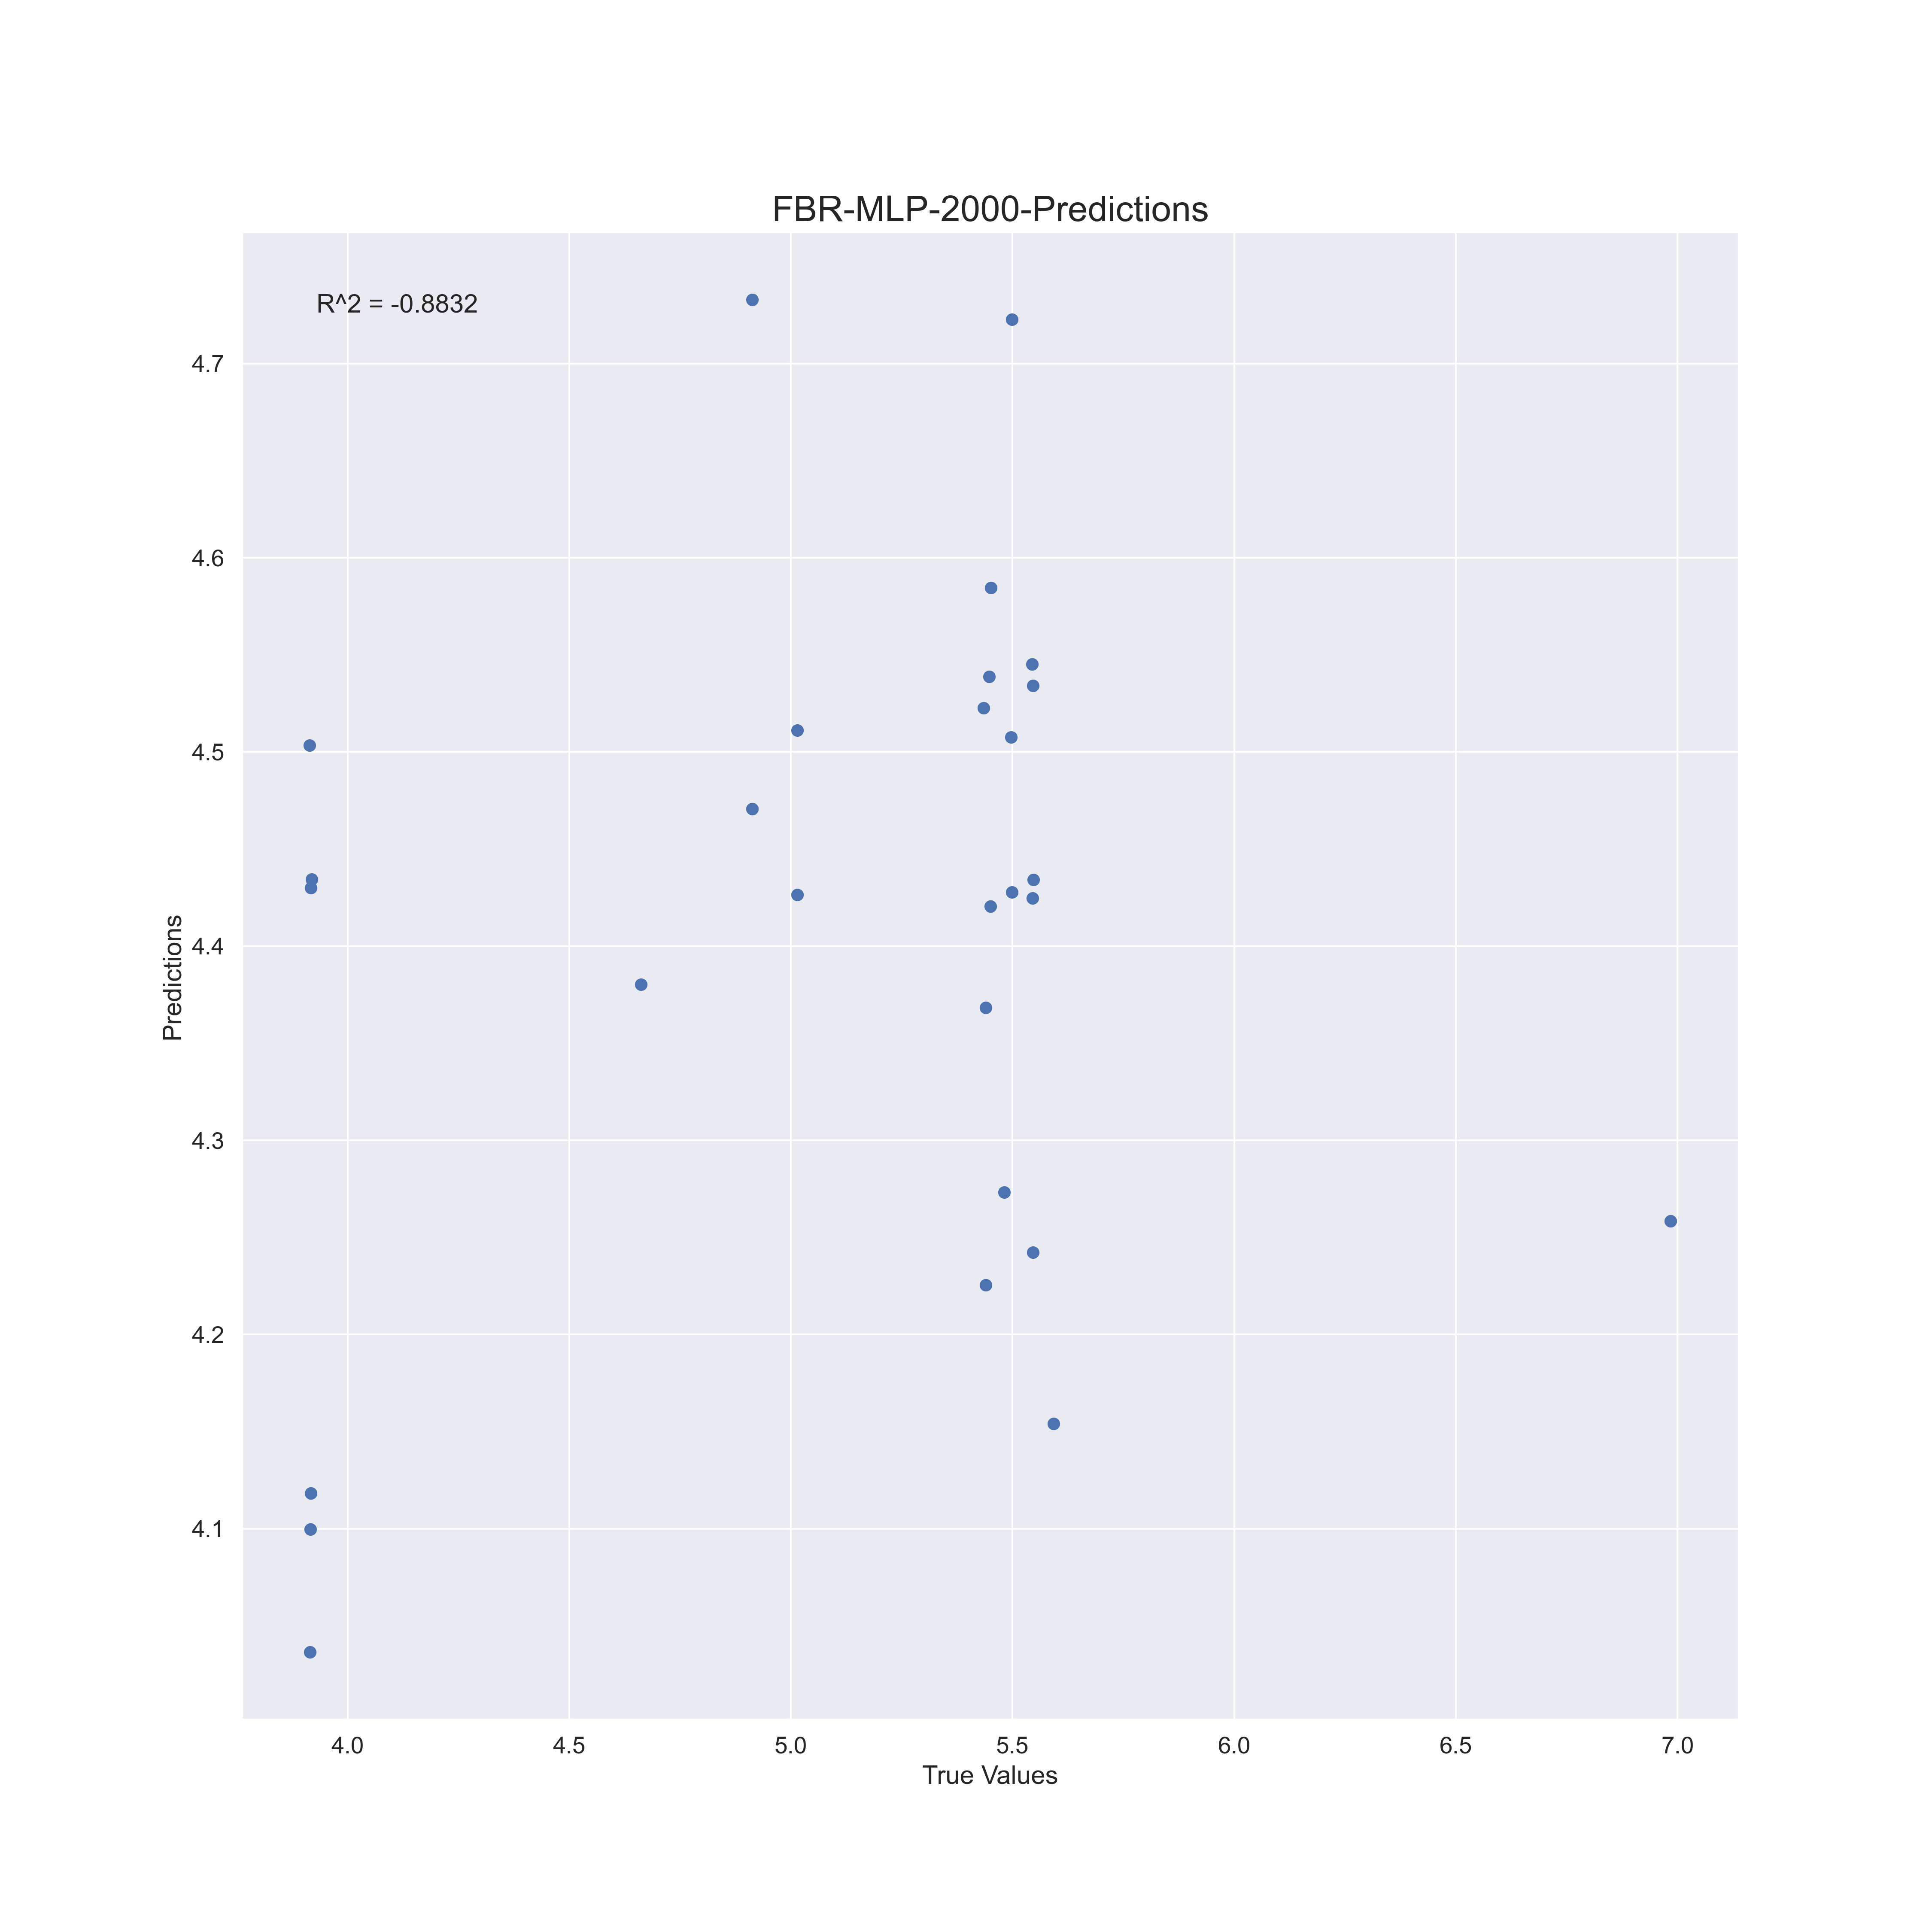 FBR-MLP-2000-Predictions
R^2 = -0.8832
4.7
4.6
4.5
4.4
4.3
4.2
4.1
Predictions
4.0 4.5 5.0 5.5 6.0 6.5 7.0
True Values